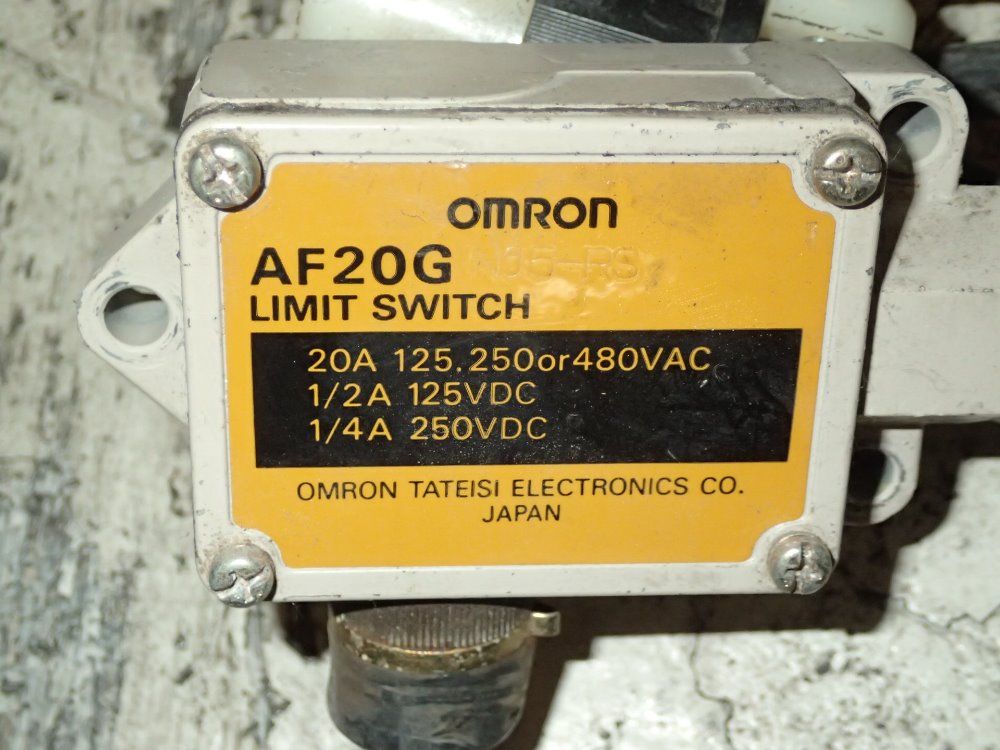 OMRON
AF20G
LIMIT SWITCH
20A 125.250or480VAC
1/2A 125VDC
1/4A 250VDC
OMRON TATEISI ELECTRONICS CO.
JAPAN